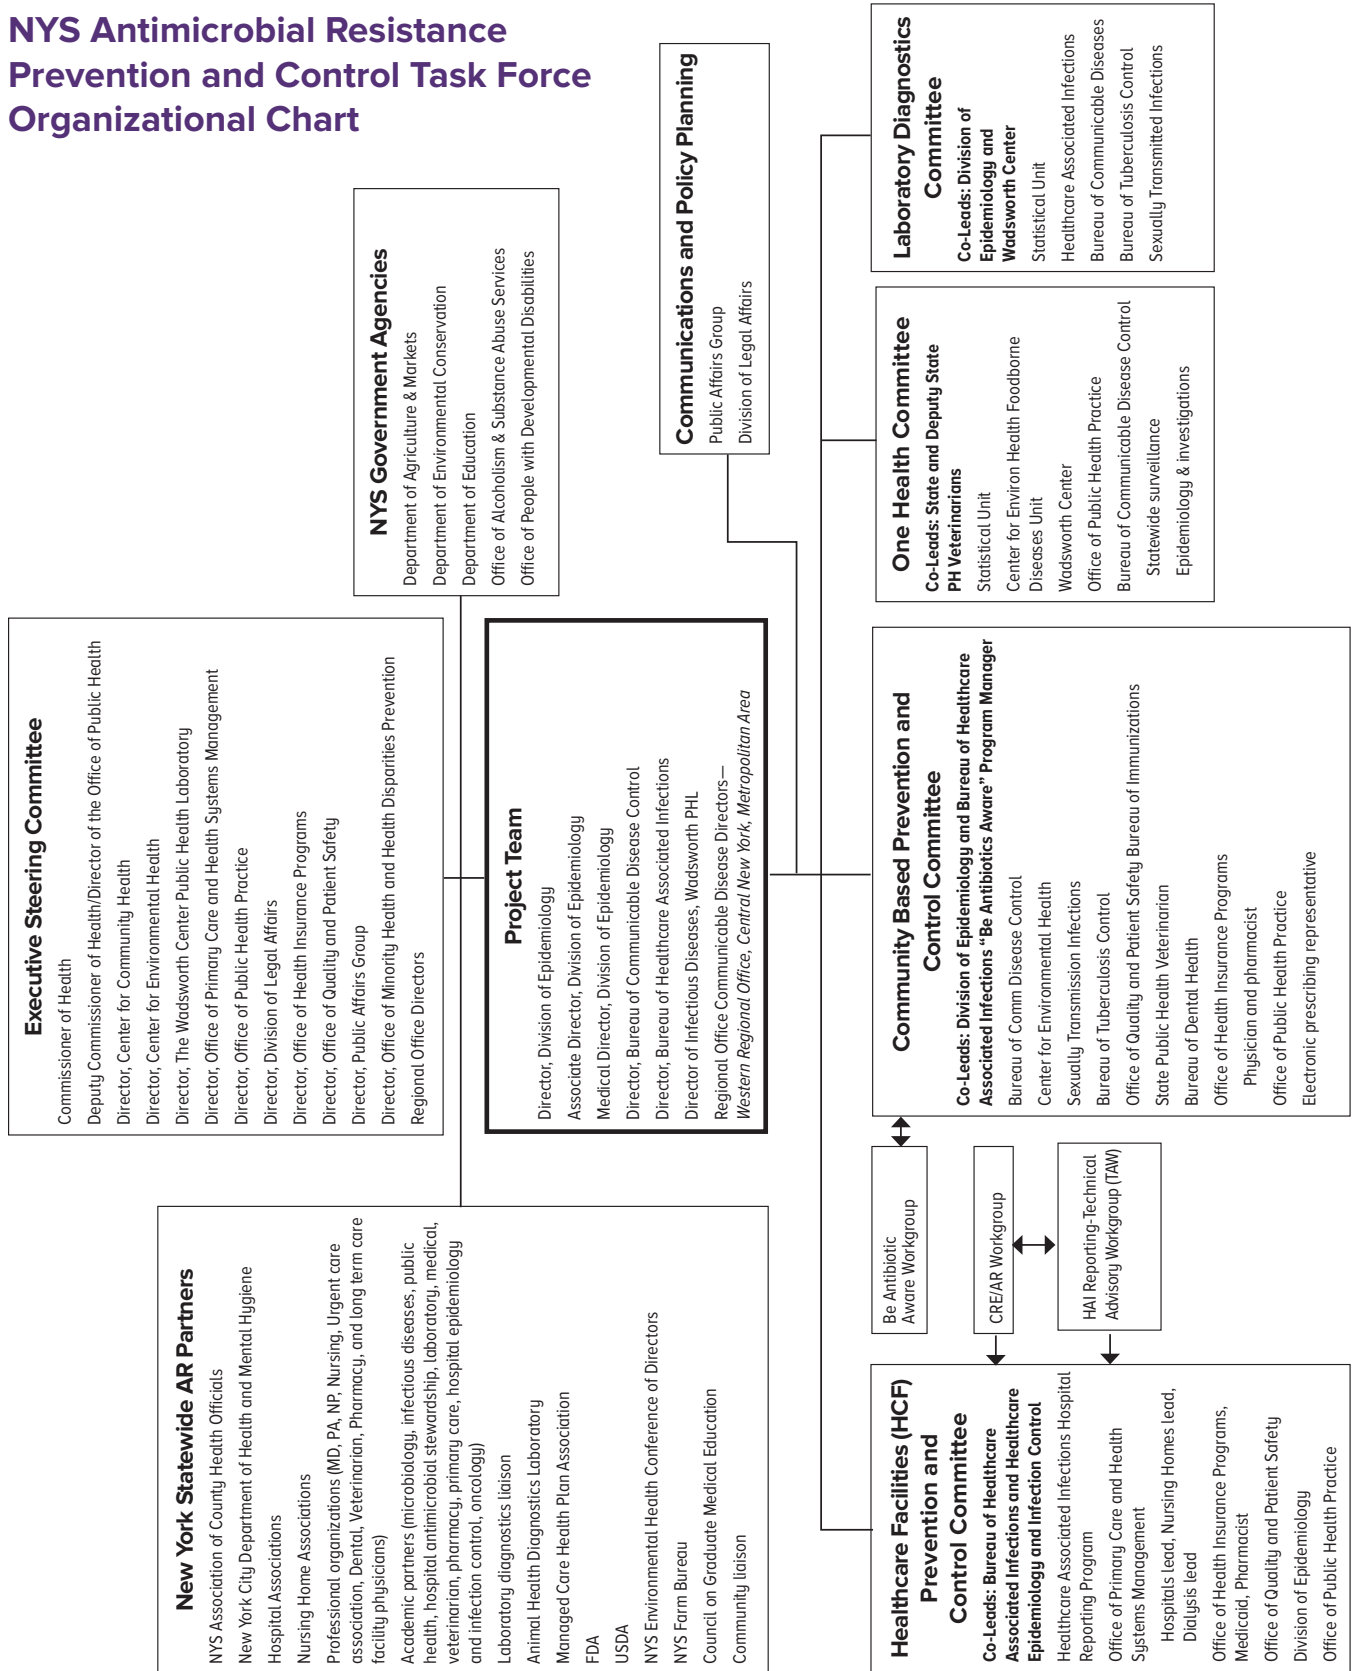 NYS Antimicrobial Resistance
Prevention and Control Task Force
Organizational Chart
Executive Steering Committee
Commissioner of Health
Deputy Commissioner of Health/Director of the Office of Public Health
Director, Center for Community Health
Director, Center for Environmental Health
Director, The Wadsworth Center Public Health Laboratory
Director, Office of Primary Care and Health Systems Management
Director, Office of Public Health Practice
Director, Division of Legal Affairs
Director, Office of Health Insurance Programs
Director, Office of Quality and Patient Safety
Director, Public Affairs Group
Director, Office of Minority Health and Health Disparities Prevention
Regional Office Directors
New York Statewide AR Partners
NYS Association of County Health Officials
New York City Department of Health and Mental Hygiene
Hospital Associations
Nursing Home Associations
Professional organizations (MD, PA, NP, Nursing, Urgent care
association, Dental, Veterinarian, Pharmacy, and long term care
facility physicians)
Academic partners (microbiology, infectious diseases, public
health, hospital antimicrobial stewardship, laboratory, medical,
veterinarian, pharmacy, primary care, hospital epidemiology
and infection control, oncology)
Laboratory diagnostics liaison
Animal Health Diagnostics Laboratory
Managed Care Health Plan Association
FDA
USDA
NYS Environmental Health Conference of Directors
NYS Farm Bureau
Council on Graduate Medical Education
Community liaison
NYS Government Agencies
Department of Agriculture & Markets
Department of Environmental Conservation
Department of Education
Office of Alcoholism & Substance Abuse Services
Office of People with Developmental Disabilities
Project Team
Director, Division of Epidemiology
Associate Director, Division of Epidemiology
Medical Director, Division of Epidemiology
Director, Bureau of Communicable Disease Control
Director, Bureau of Healthcare Associated Infections
Director of Infectious Diseases, Wadsworth PHL
Regional Office Communicable Disease Directors—
Western Regional Office, Central New York, Metropolitan Area
Communications and Policy Planning
Public Affairs Group
Division of Legal Affairs
Healthcare Facilities (HCF)
Prevention and
Control Committee
Co-Leads: Bureau of Healthcare
Associated Infections and Healthcare
Epidemiology and Infection Control
Healthcare Associated Infections Hospital
Reporting Program
Office of Primary Care and Health
Systems Management
Hospitals lead, Nursing Homes lead,
Dialysis lead
Office of Health Insurance Programs,
Medicaid, Pharmacist
Office of Quality and Patient Safety
Division of Epidemiology
Office of Public Health Practice
Be Antibiotic
Aware Workgroup
CRE/AR Workgroup
HAI Reporting-Technical
Advisory Workgroup (TAW)
Community Based Prevention and
Control Committee
Co-Leads: Division of Epidemiology and Bureau of Healthcare
Associated Infections “Be Antibiotics Aware” Program Manager
Bureau of Comm Disease Control
Center for Environmental Health
Sexually Transmission Infections
Bureau of Tuberculosis Control
Office of Quality and Patient Safety Bureau of Immunizations
State Public Health Veterinarian
Bureau of Dental Health
Office of Health Insurance Programs
Physician and pharmacist
Office of Public Health Practice
Electronic prescribing representative
One Health Committee
Co-Leads: State and Deputy State
PH Veterinarians
Statistical Unit
Center for Environ Health Foodborne
Diseases Unit
Wadsworth Center
Office of Public Health Practice
Bureau of Communicable Disease Control
Statewide surveillance
Epidemiology & investigations
Laboratory Diagnostics
Committee
Co-Leads: Division of
Epidemiology and
Wadsworth Center
Statistical Unit
Healthcare Associated Infections
Bureau of Communicable Diseases
Bureau of Tuberculosis Control
Sexually Transmitted Infections